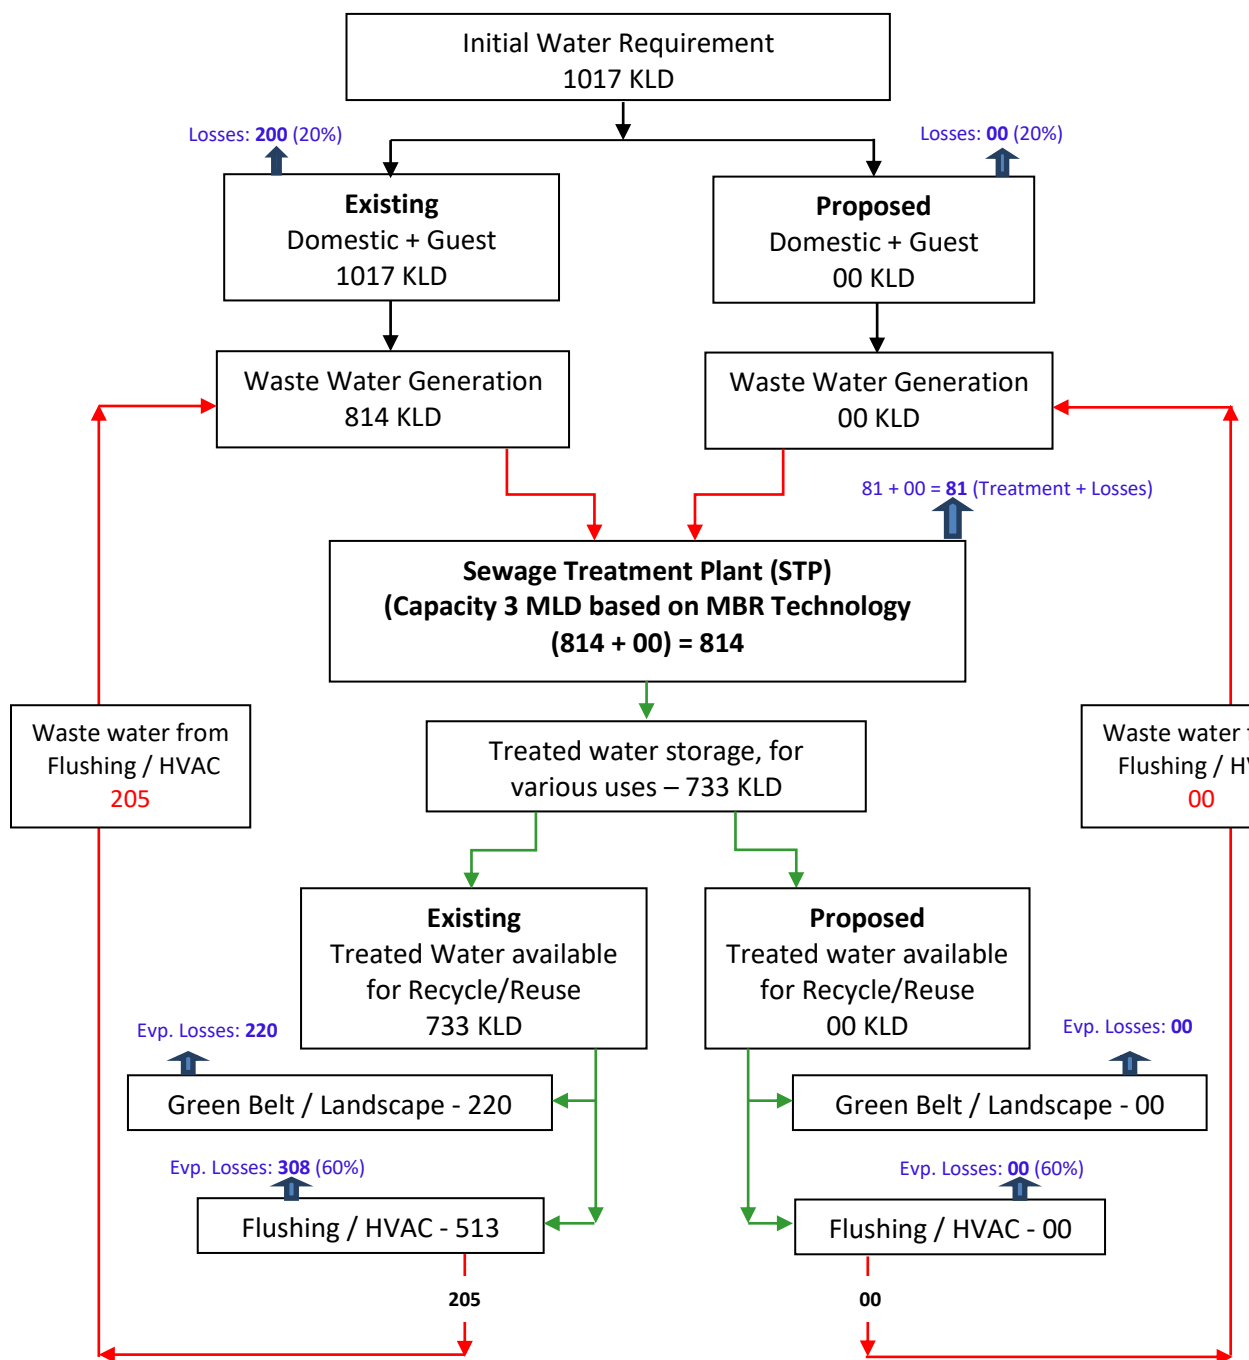 Initial Water Requirement
1017 KLD
Losses: 200 (20%)
Losses: 00 (20%)
Existing
Domestic + Guest
1017 KLD
Proposed
Domestic + Guest
00 KLD
Waste Water Generation
814 KLD
Waste Water Generation
00 KLD
81 + 00 = 81 (Treatment + Losses)
Sewage Treatment Plant (STP)
(Capacity 3 MLD based on MBR Technology
(814 + 00) = 814
Waste water from
Flushing / HVAC
205
Treated water storage, for
various uses – 733 KLD
Waste water f
Flushing / HV
00
Existing
Treated Water available
for Recycle/Reuse
733 KLD
Proposed
Treated water available
for Recycle/Reuse
00 KLD
Evp. Losses: 220
Evp. Losses: 00
Green Belt / Landscape - 220
Green Belt / Landscape - 00
Evp. Losses: 308 (60%)
Evp. Losses: 00 (60%)
Flushing / HVAC - 513
Flushing / HVAC - 00
205
00